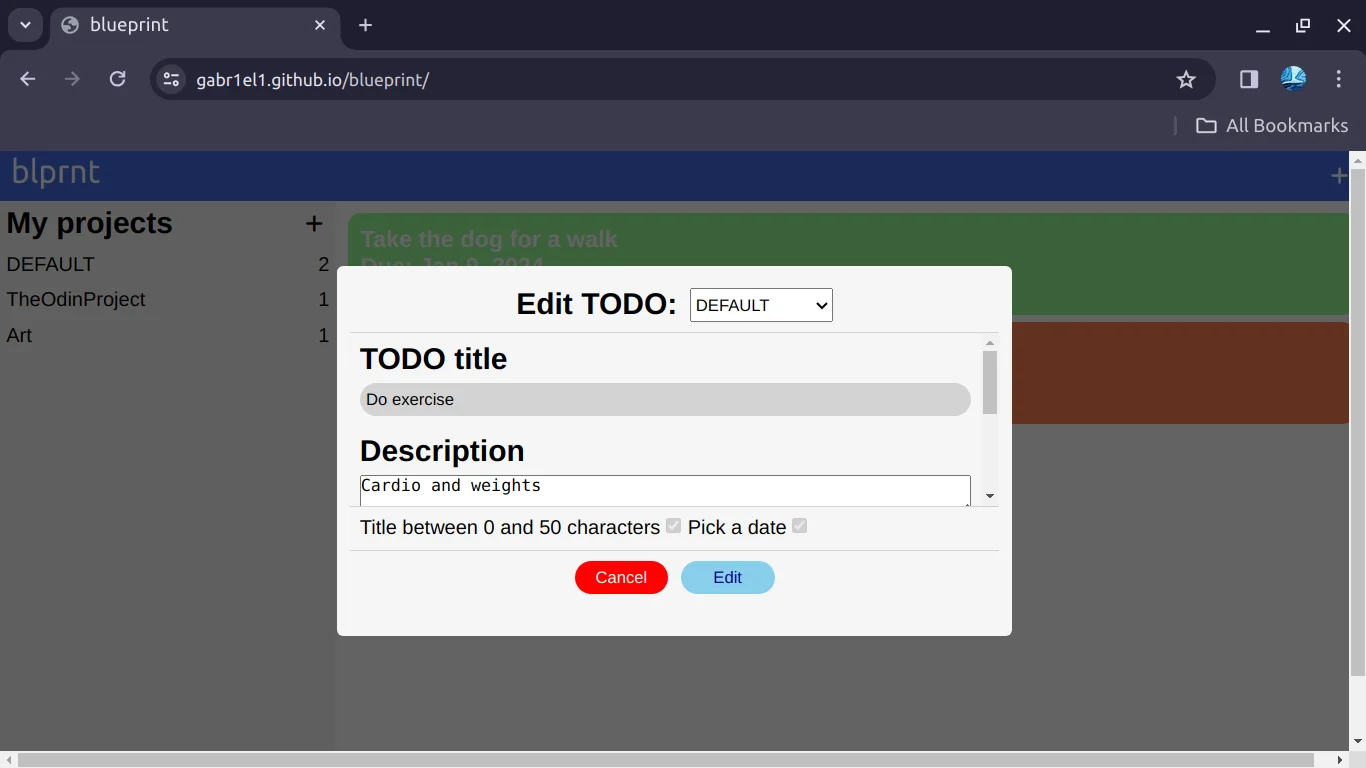 blueprint
gabr1el1.github.io/blueprint/
All Bookmarks
blprnt
My projects
DEFAULT 2
TheOdinProject 1
Art 1
Take the dog for a walk
Due: Jan 9, 2024
Edit TODO: DEFAULT
TODO title
Do exercise
Description
Cardio and weights
Title between 0 and 50 characters Pick a date
Cancel Edit